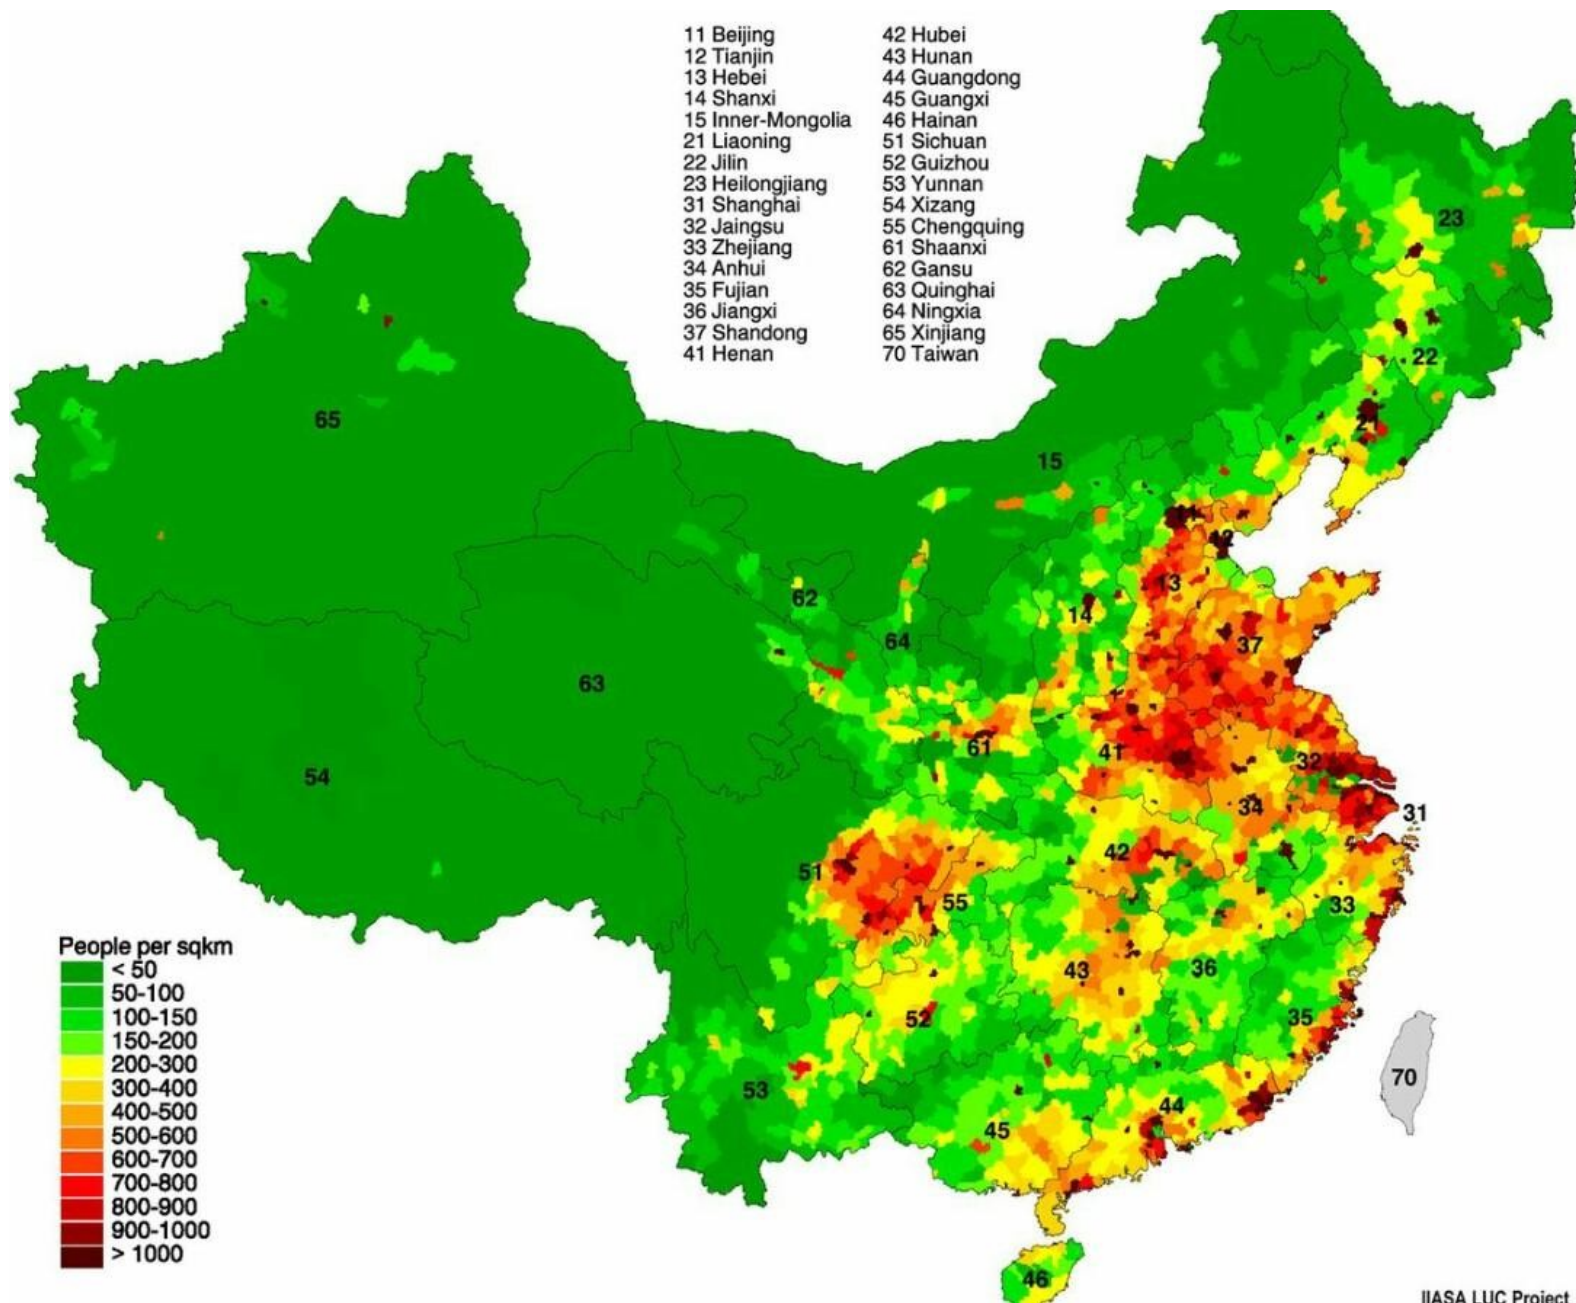 11 Beijing
12 Tianjin
13 Hebei
14 Shanxi
15 Inner-Mongolia
21 Liaoning
22 Jilin
23 Heilongjiang
31 Shanghai
32 Jaingsu
33 Zhejiang
34 Anhui
35 Fujian
36 Jiangxi
37 Shandong
41 Henan
42 Hubei
43 Hunan
44 Guangdong
45 Guangxi
46 Hainan
51 Sichuan
52 Guizhou
53 Yunnan
54 Xizang
55 Chengquing
61 Shaanxi
62 Gansu
63 Quinghai
64 Ningxia
65 Xinjiang
70 Taiwan
23
22
21
65
15
11
12
13
62
14
64
37
63
61
41
32
54
34
31
42
51
55
33
43
36
52
35
70
53
44
45
46
People per sqkm
< 50
50-100
100-150
150-200
200-300
300-400
400-500
500-600
600-700
700-800
800-900
900-1000
> 1000
IIASA LUC Project